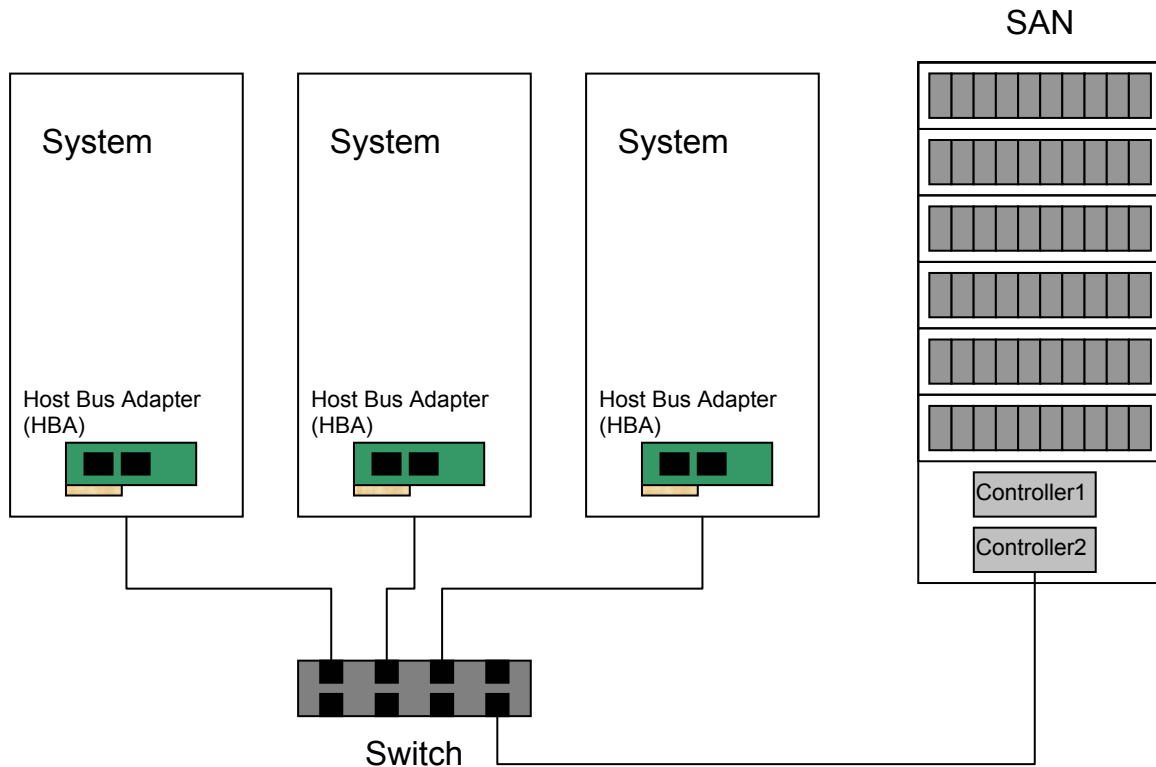 SAN
System
System
System
Host Bus Adapter
(HBA)
Host Bus Adapter
(HBA)
Host Bus Adapter
(HBA)
Controller1
Controller2
Switch